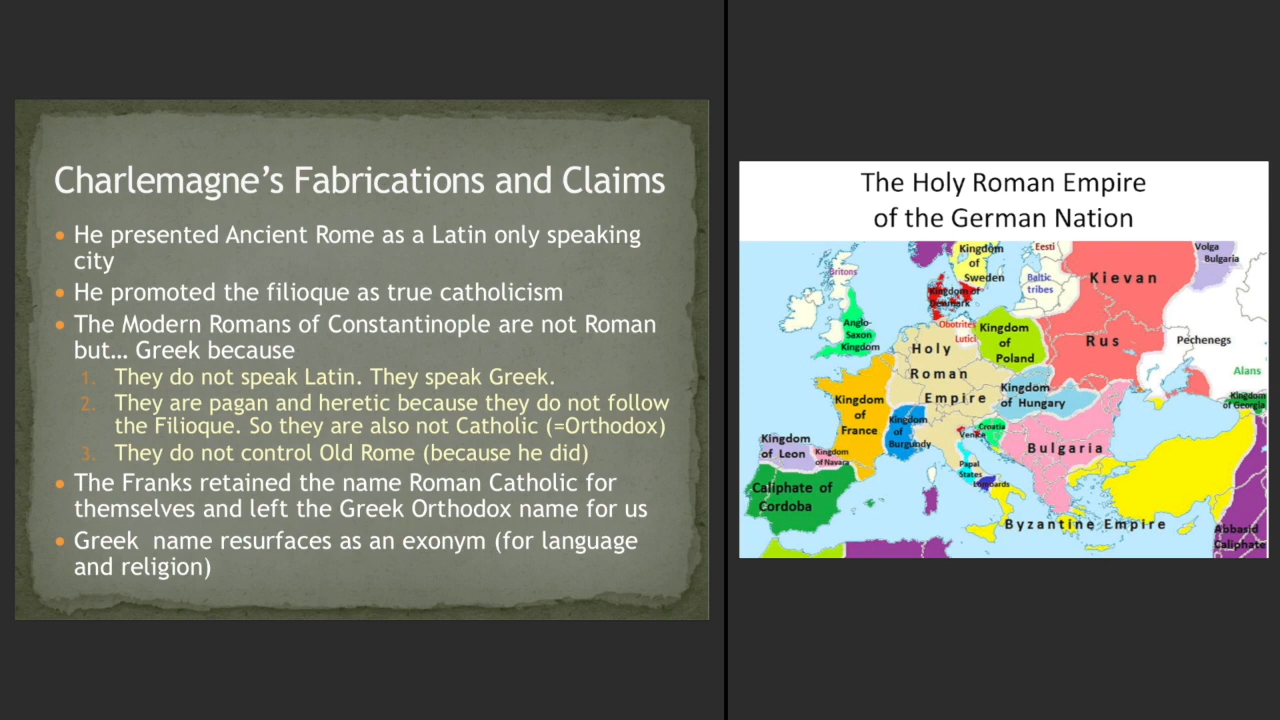 Charlemagne's Fabrications and Claims
• He presented Ancient Rome as a Latin only speaking
city
• He promoted the filioque as true catholicism
• The Modern Romans of Constantinople are not Roman
but... Greek because
1. They do not speak Latin. They speak Greek.
2. They are pagan and heretic because they do not follow
the Filioque. So they are also not Catholic (=Orthodox)
3. They do not control Old Rome (because he did)
• The Franks retained the name Roman Catholic for
themselves and left the Greek Orthodox name for us
• Greek name resurfaces as an exonym (for language
and religion)
The Holy Roman Empire
of the German Nation
Kingdom
of
Sweden
Eesti
Volga
Bulgaria
Britons
Baltic
tribes
Kievan
Rus
Kingdom of
Denmark
Anglo-
Saxon
Kingdom
Obotrites
Lutici
Kingdom
of
Poland
Pechenegs
Holy
Roman
Empire
Alans
Kingdom
of Hungary
Kingdom
of Georgia
Kingdom
of
France
Kingdom
of
Burgundy
Venice
Croatia
Kingdom
of Leon
Kingdom
of Navara
Bulgaria
Papal
States
Lombards
Caliphate of
Cordoba
Byzantine Empire
Abbasid
Caliphate